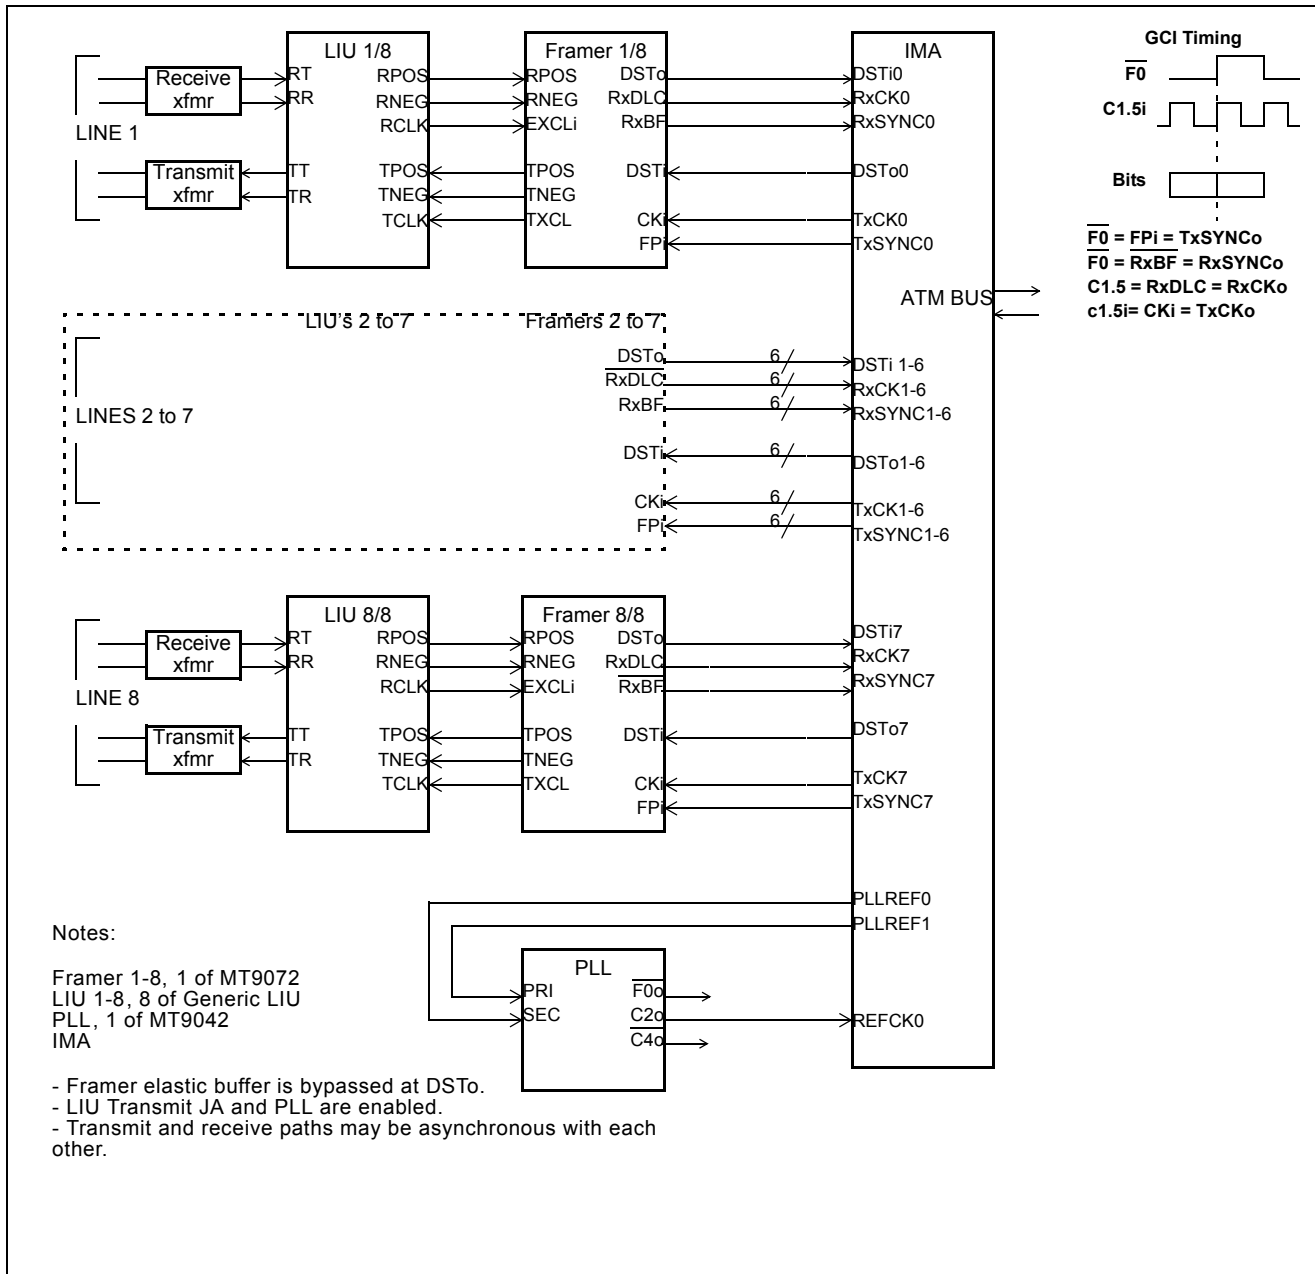 LIU 1/8
Framer 1/8
IMA
GCI Timing
Receive
xfmr
RT
RR
RPOS
RNEG
RCLK
RPOS
RNEG
EXCLi
DSTo
RxDLC
RxBF
DSTi0
RxCK0
RxSYNC0
LINE 1
Transmit
xfmr
TT
TR
TPOS
TNEG
TCLK
TPOS
TNEG
TXCL
DSTi
CKi
FPi
DSTo0
TxCK0
TxSYNC0
F0
C1.5i
Bits
F0 = FPi = TxSYNCo
F0 = RxBF = RxSYNCo
C1.5 = RxDLC = RxCKo
c1.5i= CKi = TxCKo
ATM BUS
LIU's 2 to 7
Framers 2 to 7
LINES 2 to 7
DSTo
RxDLC
RxBF
DSTi
CKi
FPi
6
6
6
6
6
6
DSTi 1-6
RxCK1-6
RxSYNC1-6
DSTo1-6
TxCK1-6
TxSYNC1-6
LIU 8/8
Framer 8/8
Receive
xfmr
RT
RR
RPOS
RNEG
RCLK
RPOS
RNEG
EXCLi
DSTo
RxDLC
RxBF
DSTi7
RxCK7
RxSYNC7
LINE 8
Transmit
xfmr
TT
TR
TPOS
TNEG
TCLK
TPOS
TNEG
TXCL
DSTi
CKi
FPi
DSTo7
TxCK7
TxSYNC7
PLLREF0
PLLREF1
PLL
PRI
SEC
F0o
C2o
C4o
REFCK0
Notes:
Framer 1-8, 1 of MT9072
LIU 1-8, 8 of Generic LIU
PLL, 1 of MT9042
IMA
- Framer elastic buffer is bypassed at DSTo.
- LIU Transmit JA and PLL are enabled.
- Transmit and receive paths may be asynchronous with each
other.